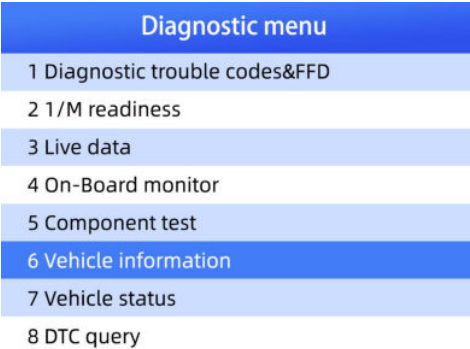 Diagnostic menu
1 Diagnostic trouble codes&FFD
2 1/M readiness
3 Live data
4 On-Board monitor
5 Component test
6 Vehicle information
7 Vehicle status
8 DTC query